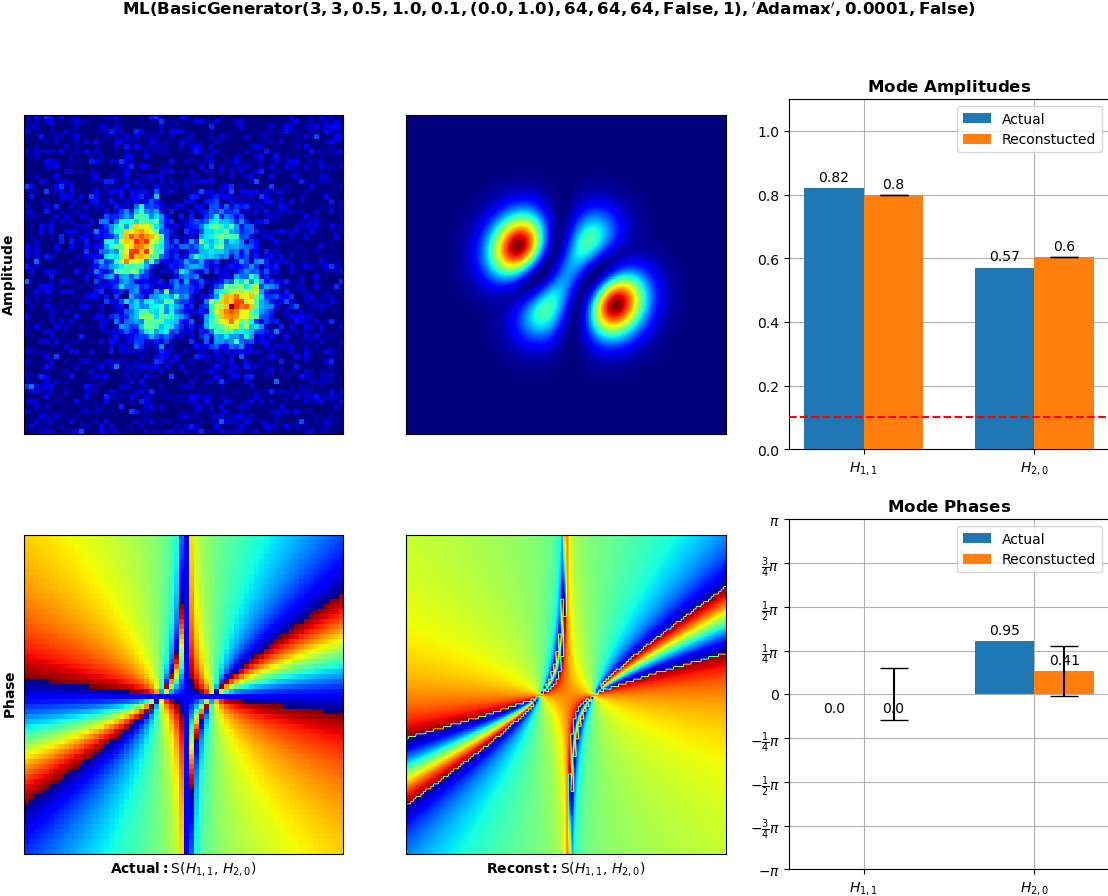 ML(BasicGenerator(3, 3, 0.5, 1.0, 0.1, (0.0, 1.0), 64, 64, 64, False, 1), 'Adamax', 0.0001, False)
Amplitude
Mode Amplitudes
Actual
Reconstucted
1.0
0.8
0.6
0.4
0.2
0.0
0.82
0.8
0.57
0.6
H1, 1
H2, 0
Phase
Actual: S(H1, 1, H2, 0)
Reconst: S(H1, 1, H2, 0)
Mode Phases
Actual
Reconstucted
π
3/4π
1/2π
1/4π
0
−1/4π
−1/2π
−3/4π
−π
0.0
0.0
0.95
0.41
H1, 1
H2, 0